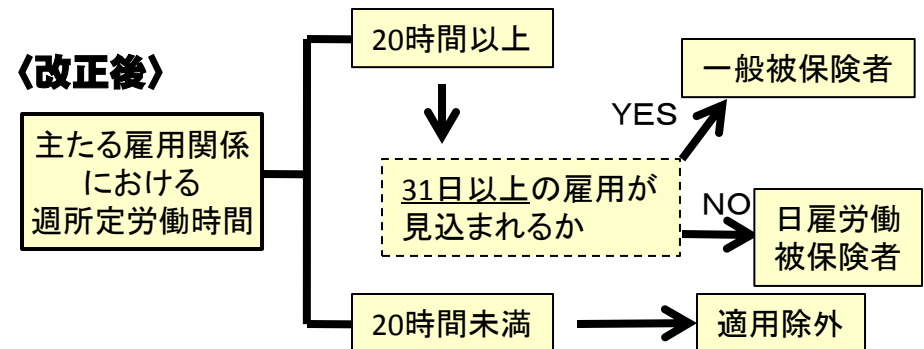 〈改正後〉
主たる雇用関係
における
週所定労働時間
20時間以上
31日以上の雇用が
見込まれるか
YES
一般被保険者
NO
日雇労働
被保険者
20時間未満
適用除外